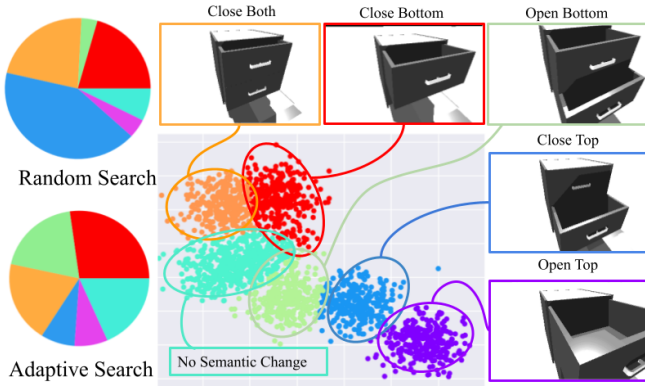 Close Both
Close Bottom
Open Bottom
Random Search
Close Top
Open Top
No Semantic Change
Adaptive Search